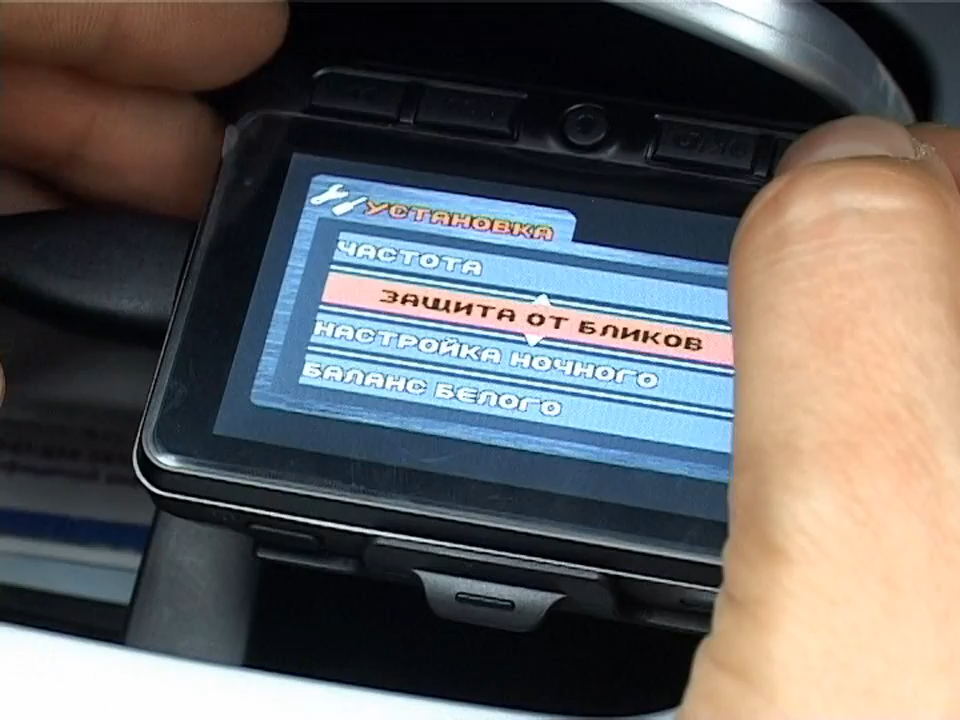 УСТАНОВКА
ЧАСТОТА
ЗАЩИТА ОТ БЛИКОВ
НАСТРОЙКА НОЧНОГО
БАЛАНС БЕЛОГО